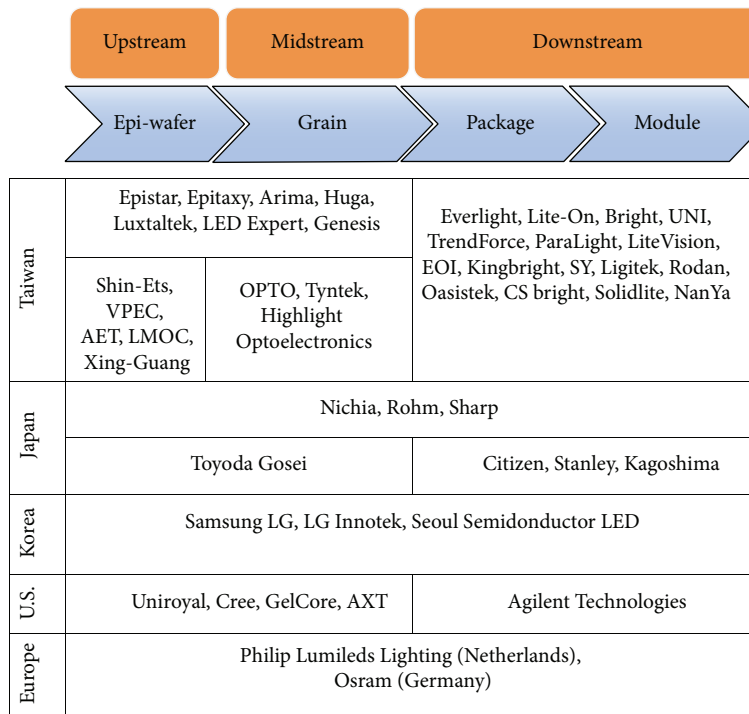 Upstream
Midstream
Downstream
Epi-wafer
Grain
Package
Module
Taiwan
Epistar, Epitaxy, Arima, Huga,
Luxtaltek, LED Expert, Genesis
Shin-Ets,
VPEC,
AET, LMOC,
Xing-Guang
OPTO, Tyntek,
Highlight
Optoelectronics
Everlight, Lite-On, Bright, UNI,
TrendForce, ParaLight, LiteVision,
EOI, Kingbright, SY, Ligitek, Rodan,
Oasistek, CS bright, Solidlite, NanYa
Japan
Nichia, Rohm, Sharp
Toyoda Gosei
Citizen, Stanley, Kagoshima
Korea
Samsung LG, LG Innotek, Seoul Semidonductor LED
U.S.
Uniroyal, Cree, GelCore, AXT
Agilent Technologies
Europe
Philip Lumileds Lighting (Netherlands),
Osram (Germany)